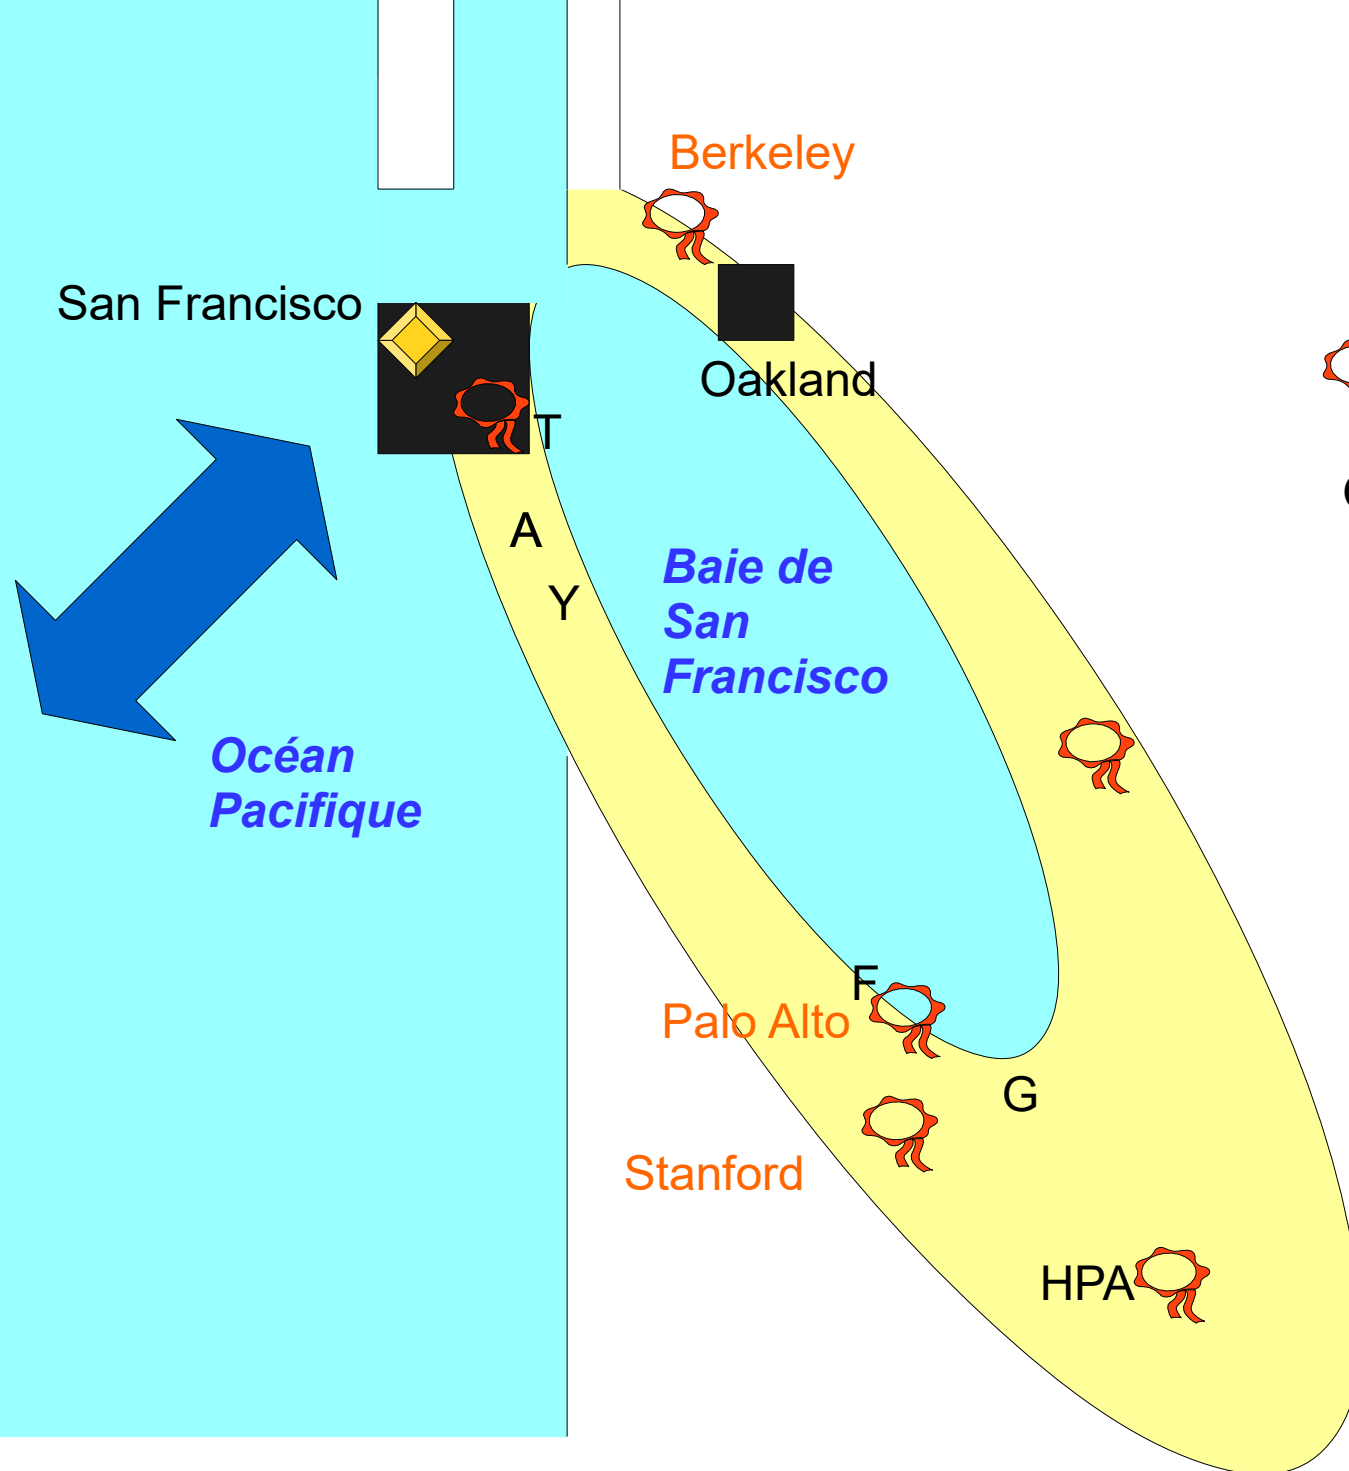 Berkeley
San Francisco
Oakland
T
A
Y
Baie de
San
Francisco
Océan
Pacifique
F
Palo Alto
G
Stanford
HPA